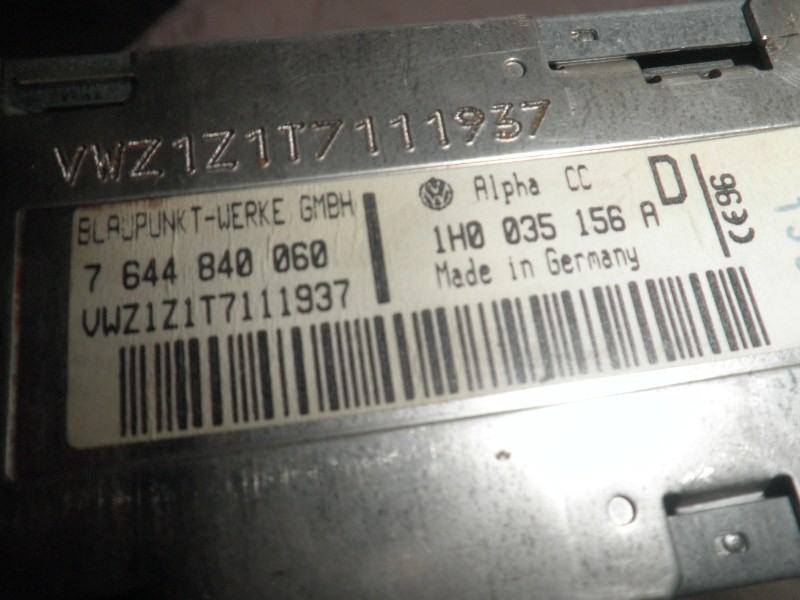 VWZ1Z1T7111937
BLAUPUNKT-WERKE GMBH
7 644 840 060
VWZ1Z1T7111937
Alpha CC
D
1H0 035 156 A
Made in Germany
CE96